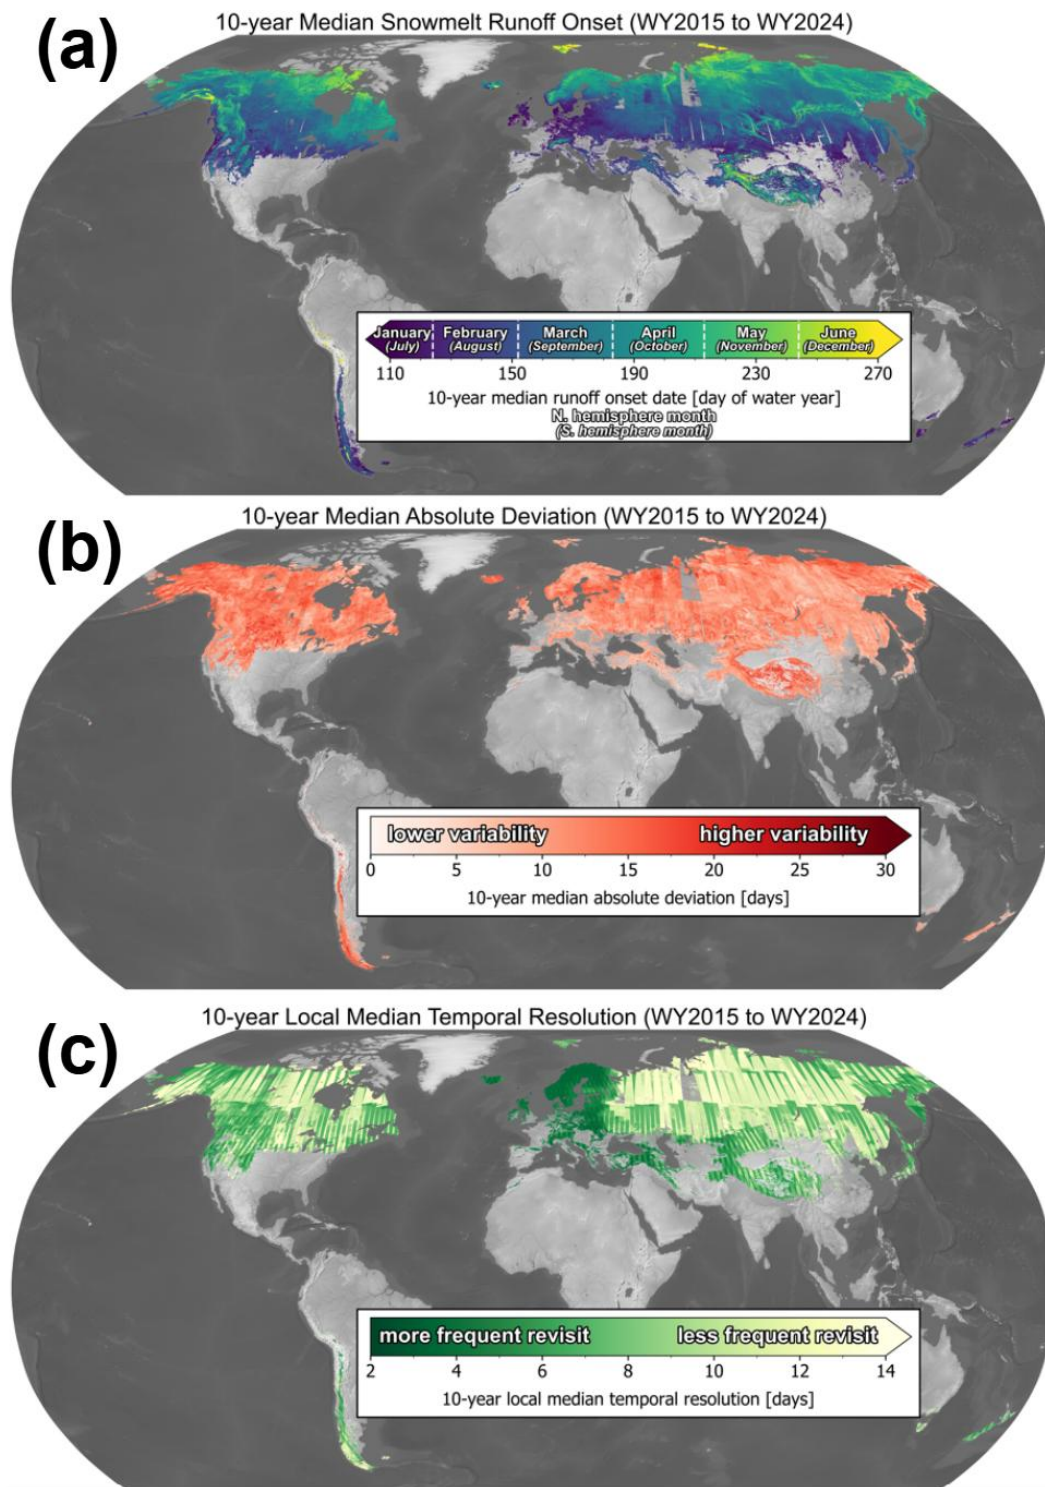 (a)
10-year Median Snowmelt Runoff Onset (WY2015 to WY2024)
January February March April May June
(July) (August) (September) (October) (November) (December)
110 150 190 230 270
10-year median runoff onset date [day of water year]
N. hemisphere month
(S. hemisphere month)
(b)
10-year Median Absolute Deviation (WY2015 to WY2024)
lower variability higher variability
0 5 10 15 20 25 30
10-year median absolute deviation [days]
(c)
10-year Local Median Temporal Resolution (WY2015 to WY2024)
more frequent revisit less frequent revisit
2 4 6 8 10 12 14
10-year local median temporal resolution [days]